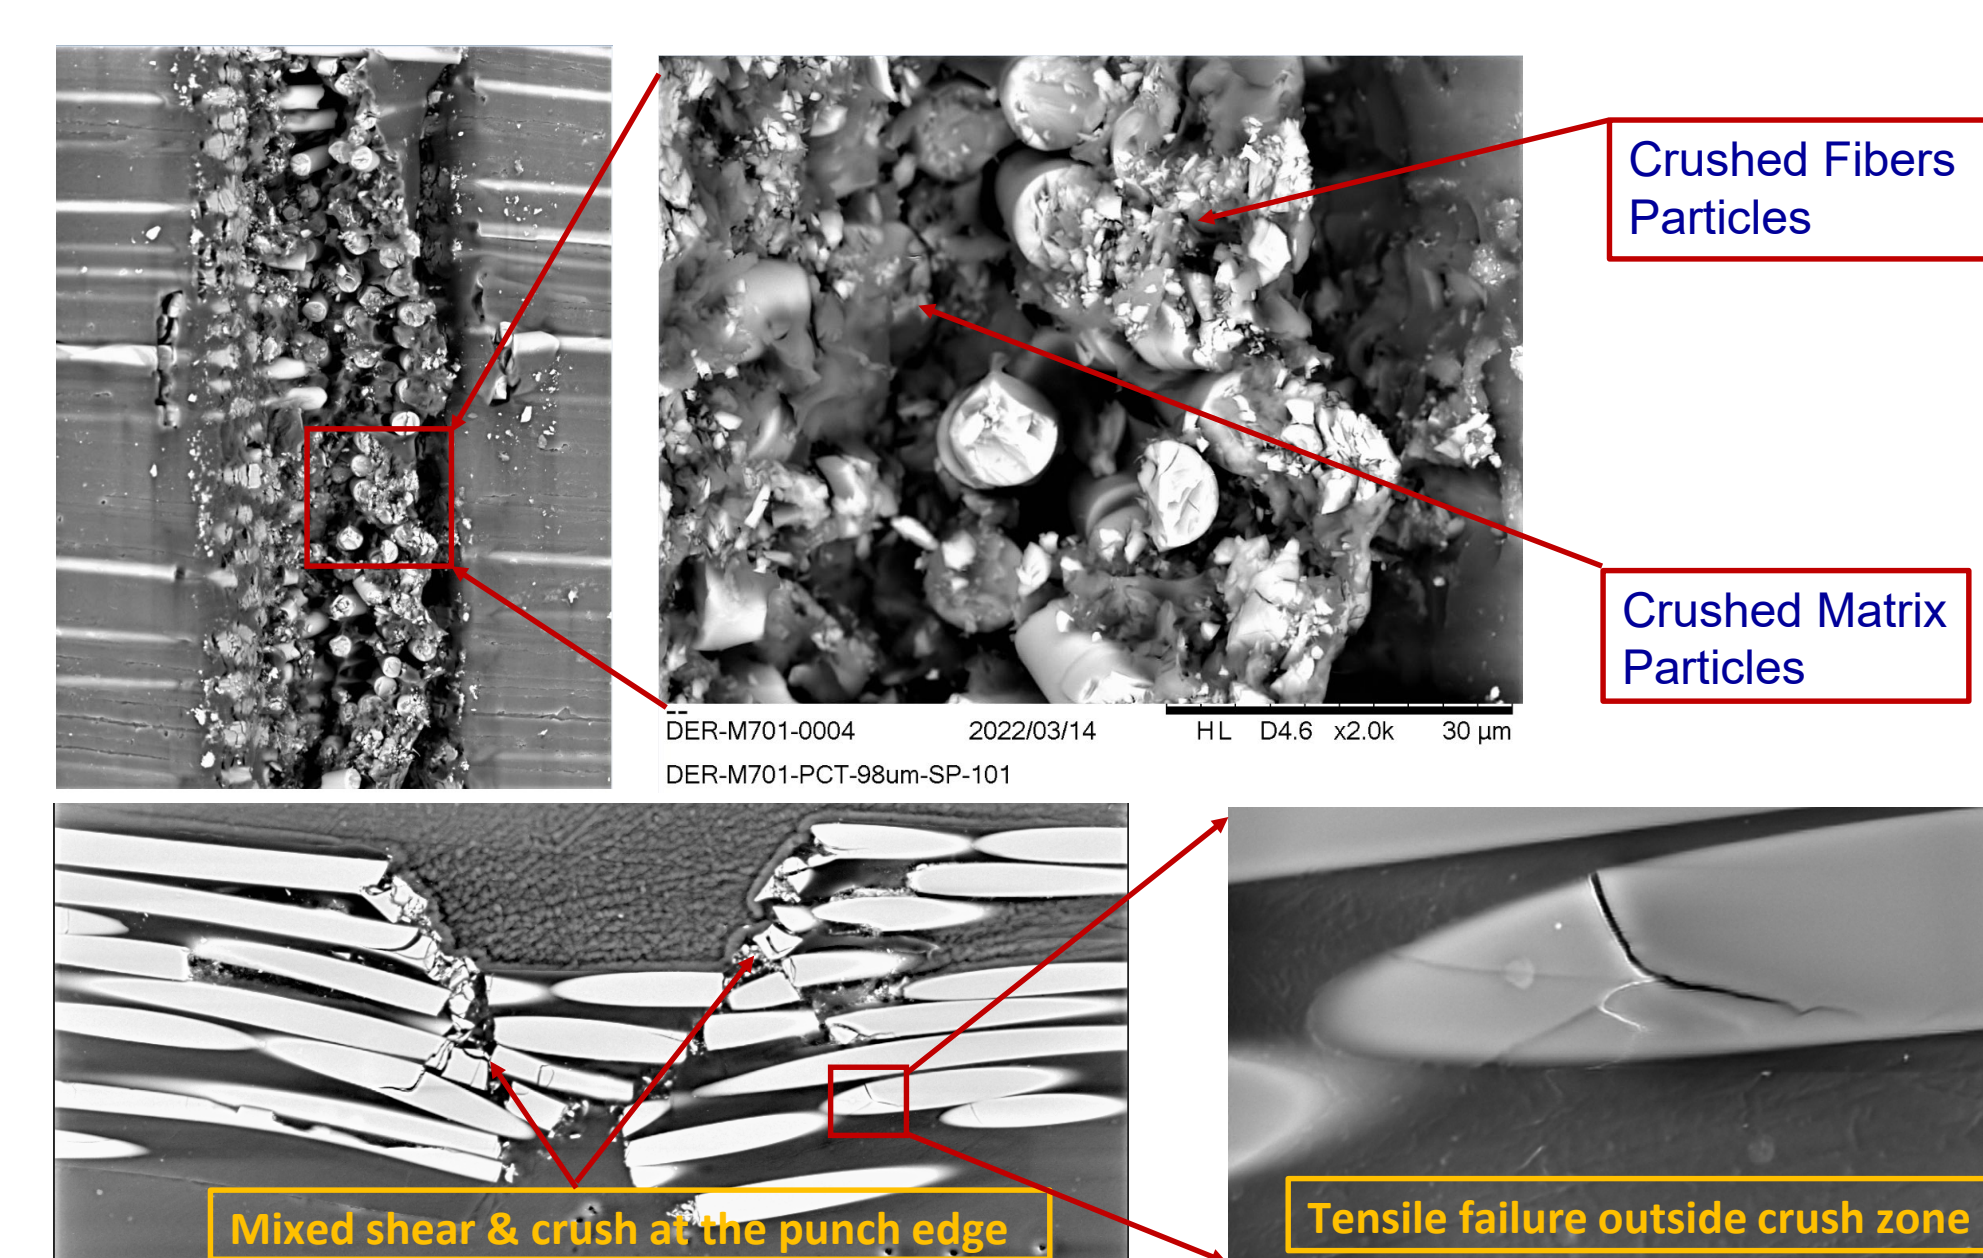 Crushed Fibers
Particles
Crushed Matrix
Particles
DER-M701-0004 2022/03/14 HL D4.6 x2.0k 30 µm
DER-M701-PCT-98um-SP-101
Mixed shear & crush at the punch edge
Tensile failure outside crush zone